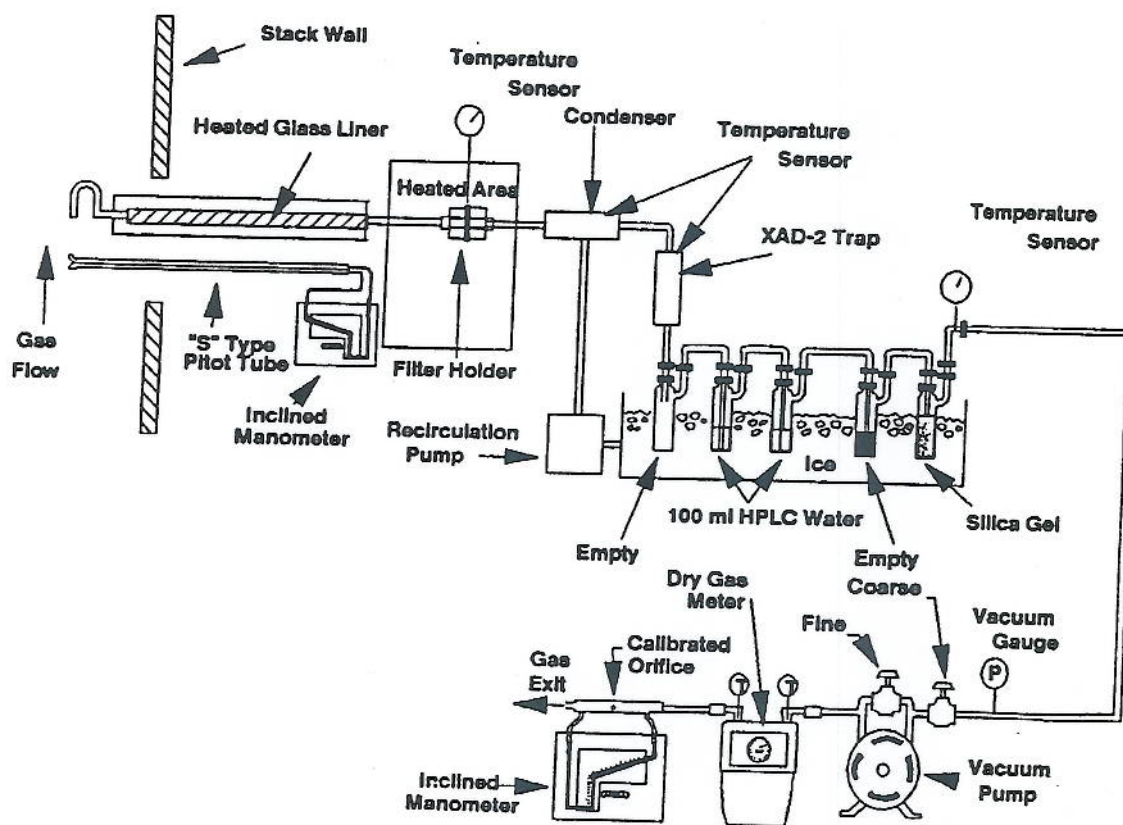 Stack Wall
Temperature
Sensor
Condenser
Temperature
Sensor
Heated Glass Liner
Heated Area
Temperature
Sensor
XAD-2 Trap
Gas
Flow
"S" Type
Pitot Tube
Filter Holder
Inclined
Manometer
Recirculation
Pump
Ice
100 ml HPLC Water
Silica Gel
Empty
Empty
Dry Gas
Meter
Coarse
Fine
Vacuum
Gauge
Calibrated
Orifice
Gas
Exit
T
T
P
Inclined
Manometer
Vacuum
Pump